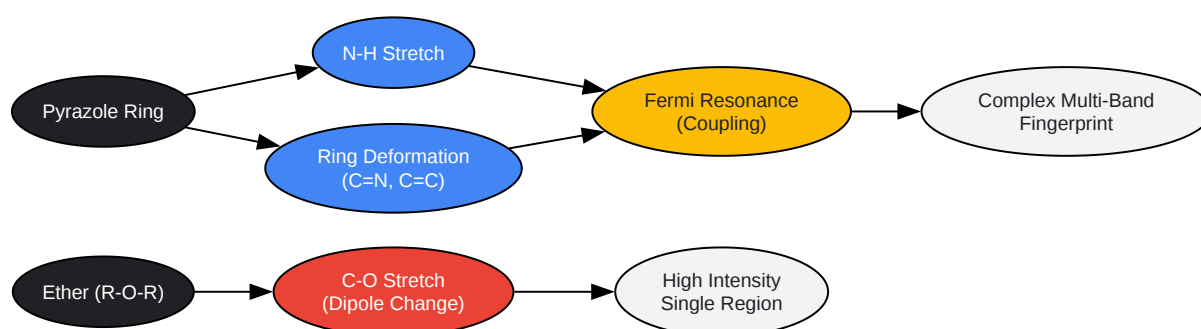 N-H Stretch
Pyrazole Ring
Ring Deformation
(C=N, C=C)
Fermi Resonance
(Coupling)
Complex Multi-Band
Fingerprint
Ether (R-O-R)
C-O Stretch
(Dipole Change)
High Intensity
Single Region